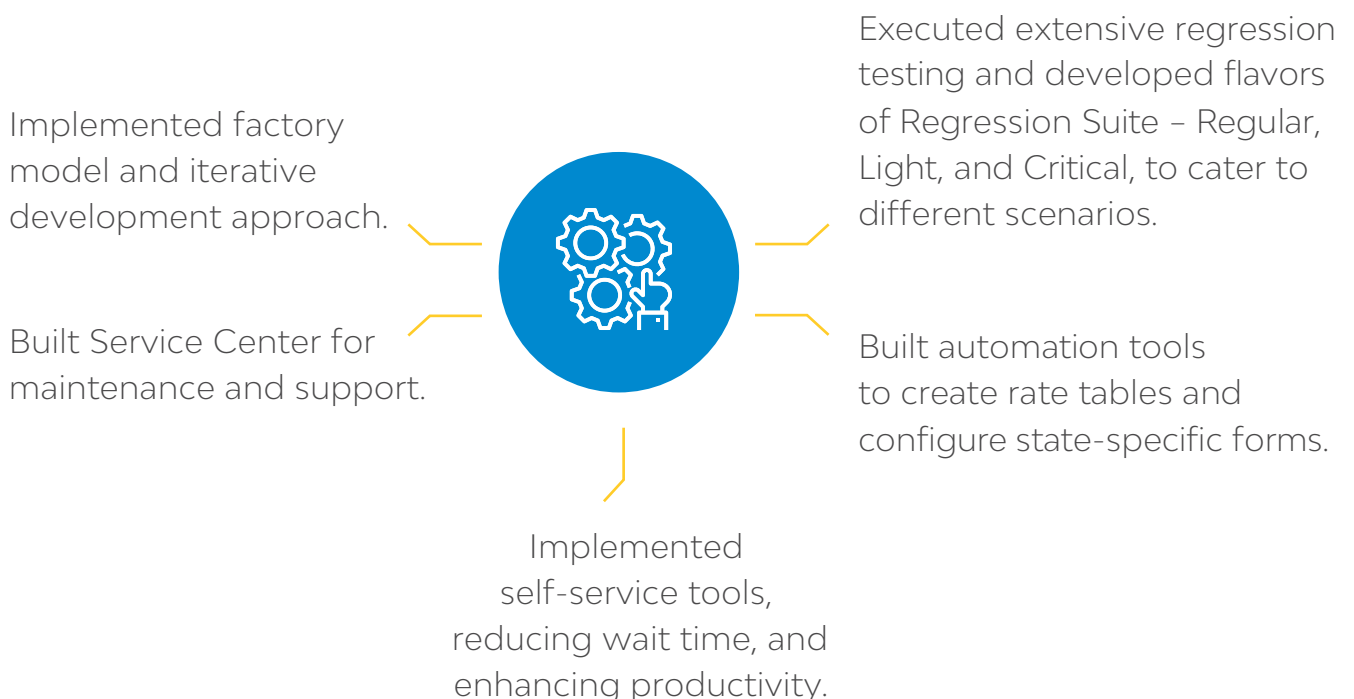 Implemented factory
model and iterative
development approach.
Built Service Center for
maintenance and support.
Executed extensive regression
testing and developed flavors
of Regression Suite – Regular,
Light, and Critical, to cater to
different scenarios.
Built automation tools
to create rate tables and
configure state-specific forms.
Implemented
self-service tools,
reducing wait time, and
enhancing productivity.